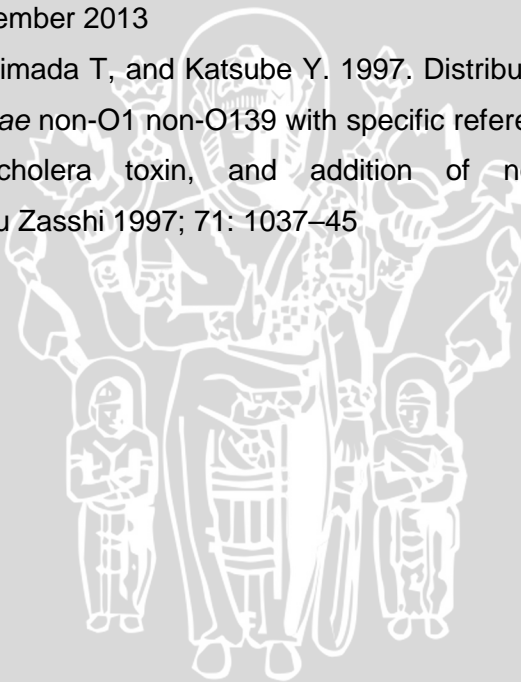 ember 2013
imada T, and Katsube Y. 1997. Distribu
ae non-O1 non-O139 with specific refere
cholera toxin, and addition of n
u Zasshi 1997; 71: 1037–45